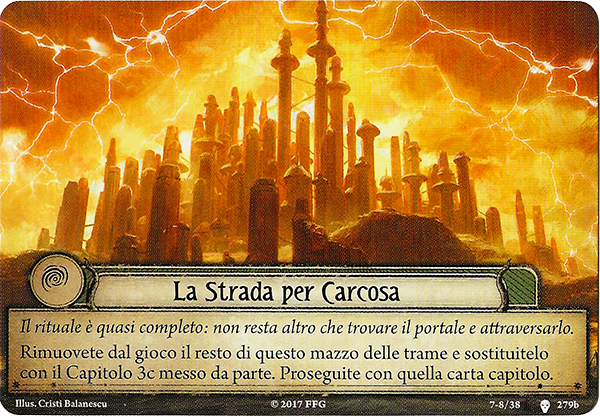 La Strada per Carcosa
Il rituale è quasi completo: non resta altro che trovare il portale e attraversarlo.
Rimuovete dal gioco il resto di questo mazzo delle trame e sostituitelo
con il Capitolo 3c messo da parte. Proseguite con quella carta capitolo.
Illus. Cristi Balanescu © 2017 FFG 7-8/38 279b